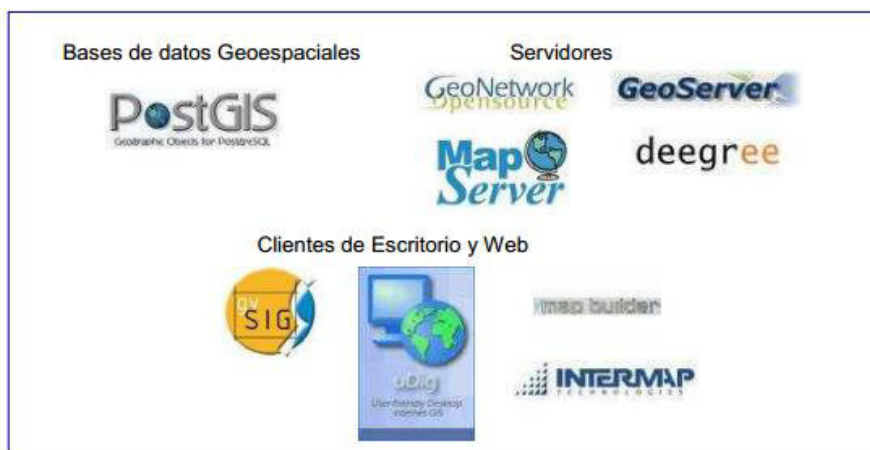 Bases de datos Geoespaciales
Servidores
PostGIS
Geographic Objects for PostgreSQL
GeoNetwork
Opensource
GeoServer
Map
Server
deegree
Clientes de Escritorio y Web
gv
SIG
uDig
User-friendly Desktop
Internet GIS
map builder
INTERMAP
TECHNOLOGIES